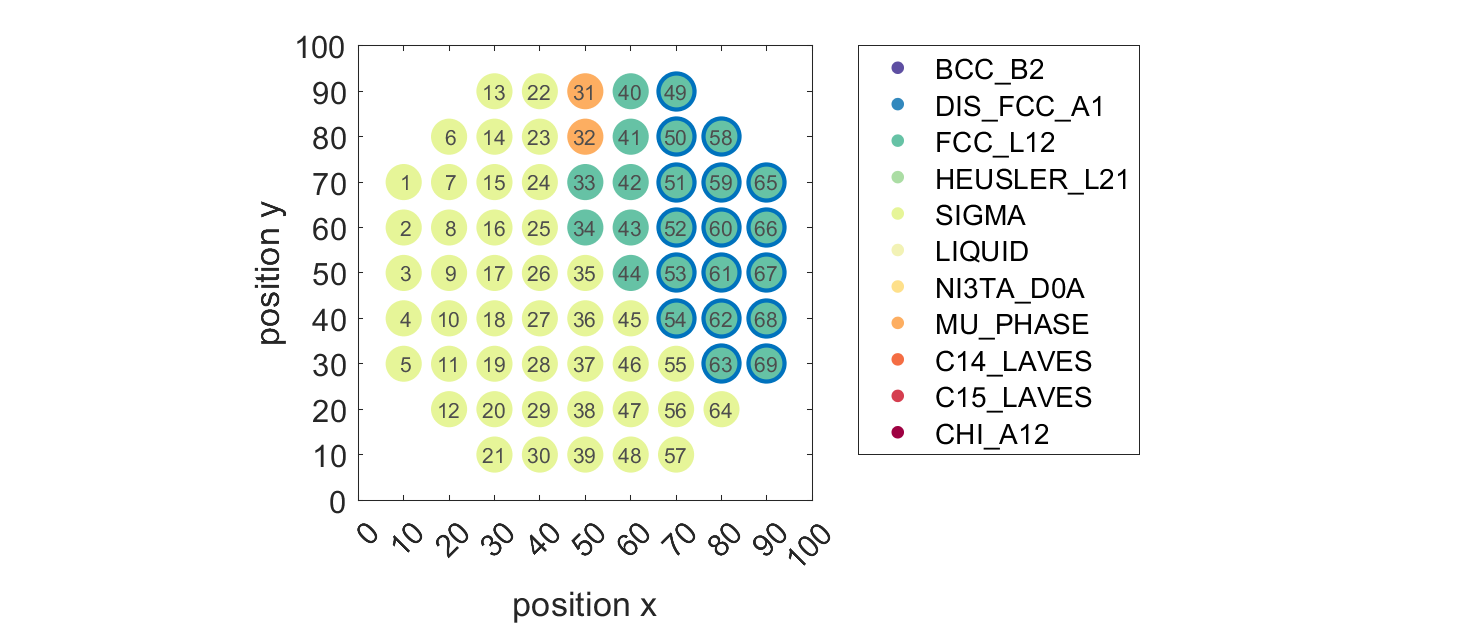 100
90 13 22 31 40 49
80 6 14 23 32 41 50 58
70 1 7 15 24 33 42 51 59 65
60 2 8 16 25 34 43 52 60 66
50 3 9 17 26 35 44 53 61 67
40 4 10 18 27 36 45 54 62 68
30 5 11 19 28 37 46 55 63 69
20 12 20 29 38 47 56 64
10 21 30 39 48 57
0
position y
0 10 20 30 40 50 60 70 80 90 100
position x
BCC_B2
DIS_FCC_A1
FCC_L12
HEUSLER_L21
SIGMA
LIQUID
NI3TA_D0A
MU_PHASE
C14_LAVES
C15_LAVES
CHI_A12